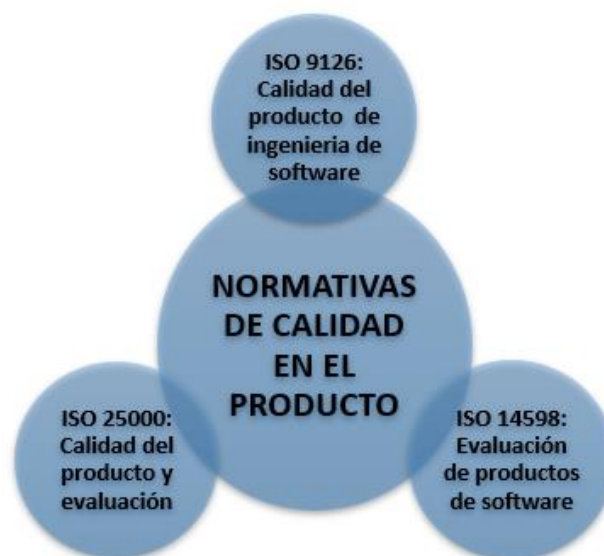 ISO 9126:
Calidad del
producto de
ingenieria de
software
NORMATIVAS
DE CALIDAD
EN EL
PRODUCTO
ISO 25000:
Calidad del
producto y
evaluación
ISO 14598:
Evaluación
de productos
de software